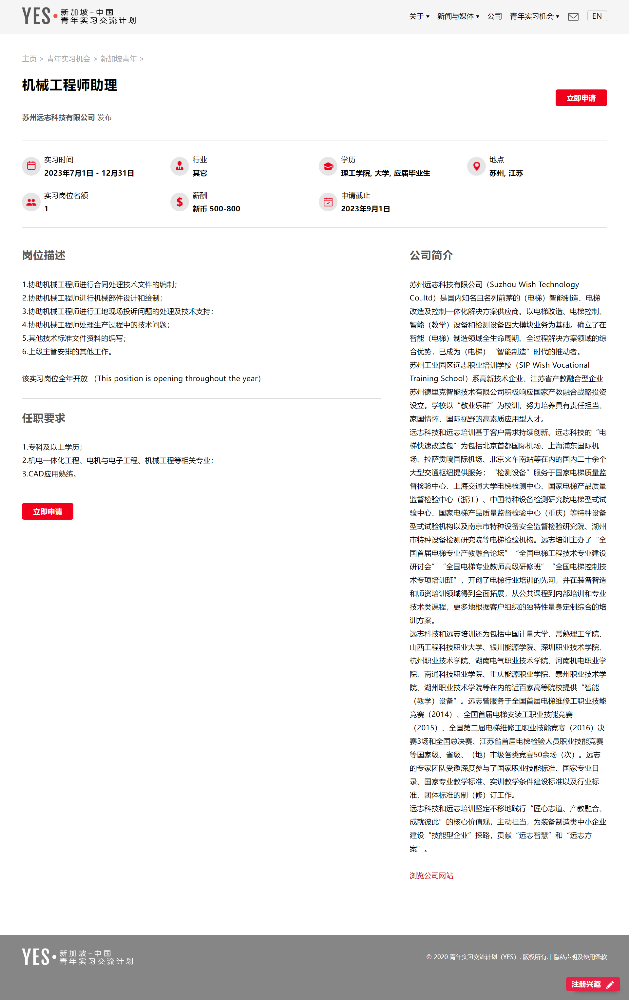 YES 新加坡-中国
青年实习交流计划
关于 新闻与媒体 公司 青年实习机会 EN
主页 > 青年实习机会 > 新加坡青年 >
机械工程师助理
立即申请
苏州远志科技有限公司 发布
实习时间
2023年7月1日 - 12月31日
行业
其它
学历
理工学院, 大学, 应届毕业生
地点
苏州, 江苏
实习岗位名额
1
薪酬
新币 500-800
申请截止
2023年9月1日
岗位描述
1.协助机械工程师进行合同处理技术文件的编制；
2.协助机械工程师进行机械部件设计和绘制；
3.协助机械工程师进行工地现场投诉问题的处理及技术支持；
4.协助机械工程师处理生产过程中的技术问题；
5.其他技术标准文件资料的编写；
6.上级主管安排的其他工作。
该实习岗位全年开放 （This position is opening throughout the year）
任职要求
1.专科及以上学历；
2.机电一体化工程、电机与电子工程、机械工程等相关专业；
3.CAD应用熟练。
立即申请
公司简介
苏州远志科技有限公司（Suzhou Wish Technology
Co.,ltd）是国内知名且名列前茅的（电梯）智能制造、电梯
改造及控制一体化解决方案供应商。以电梯改造、电梯控制、
智能（教学）设备和检测设备四大模块业务为基础。确立了在
智能（电梯）制造领域全生命周期、全过程解决方案领域的综
合优势，已成为（电梯）“智能制造”时代的推动者。
苏州工业园区远志职业培训学校（SIP Wish Vocational
Training School）系高新技术企业、江苏省产教融合型企业
苏州德里克智能技术有限公司积极响应国家产教融合战略投资
设立。学校以“敬业乐群”为校训，努力培养具有责任担当、
家国情怀、国际视野的高素质应用型人才。
远志科技和远志培训基于客户需求持续创新。远志科技的“电
梯快速改造包”为包括北京首都国际机场、上海浦东国际机
场、拉萨贡嘎国际机场、北京火车南站等在内的国内二十余个
大型交通枢纽提供服务；“检测设备”服务于国家电梯质量监
督检验中心、上海交通大学电梯检测中心、国家电梯产品质量
监督检验中心（浙江）、中国特种设备检测研究院电梯型式试
验中心、国家电梯产品质量监督检验中心（重庆）等特种设备
型式试验机构以及南京市特种设备安全监督检验研究院、湖州
市特种设备检测研究院等电梯检验机构。远志培训主办了“全
国首届电梯专业产教融合论坛”“全国电梯工程技术专业建设
研讨会”“全国电梯专业教师高级研修班”“全国电梯控制技
术专项培训班”，开创了电梯行业培训的先河，并在装备智造
和师资培训领域得到全面拓展，从公共课程到内部培训和专业
技术类课程，更多地根据客户组织的独特性量身定制综合的培
训方案。
远志科技和远志培训还为包括中国计量大学、常熟理工学院、
山西工程科技职业大学、银川能源学院、深圳职业技术学院、
杭州职业技术学院、湖南电气职业技术学院、河南机电职业学
院、南通科技职业学院、重庆能源职业学院、泰州职业技术学
院、湖州职业技术学院等在内的近百家高等院校提供“智能
（教学）设备”。远志曾服务于全国首届电梯维修工职业技能
竞赛（2014）、全国首届电梯安装工职业技能竞赛
（2015）、全国第二届电梯维修工职业技能竞赛（2016）决
赛3场和全国总决赛、江苏省首届电梯检验人员职业技能竞赛
等国家级、省级、（地）市级各类竞赛50余场（次）。远志
的专家团队受邀深度参与了国家职业技能标准、国家专业目
录、国家专业教学标准、实训教学条件建设标准以及行业标
准、团体标准的制（修）订工作。
远志科技和远志培训坚定不移地践行“匠心志道、产教融合、
成就彼此”的核心价值观，主动担当，为装备制造类中小企业
建设“技能型企业”探路，贡献“远志智慧”和“远志方
案”。
浏览公司网站
YES 新加坡-中国
青年实习交流计划
© 2020 青年实习交流计划（YES）. 版权所有. | 隐私声明及使用条款
注册兴趣